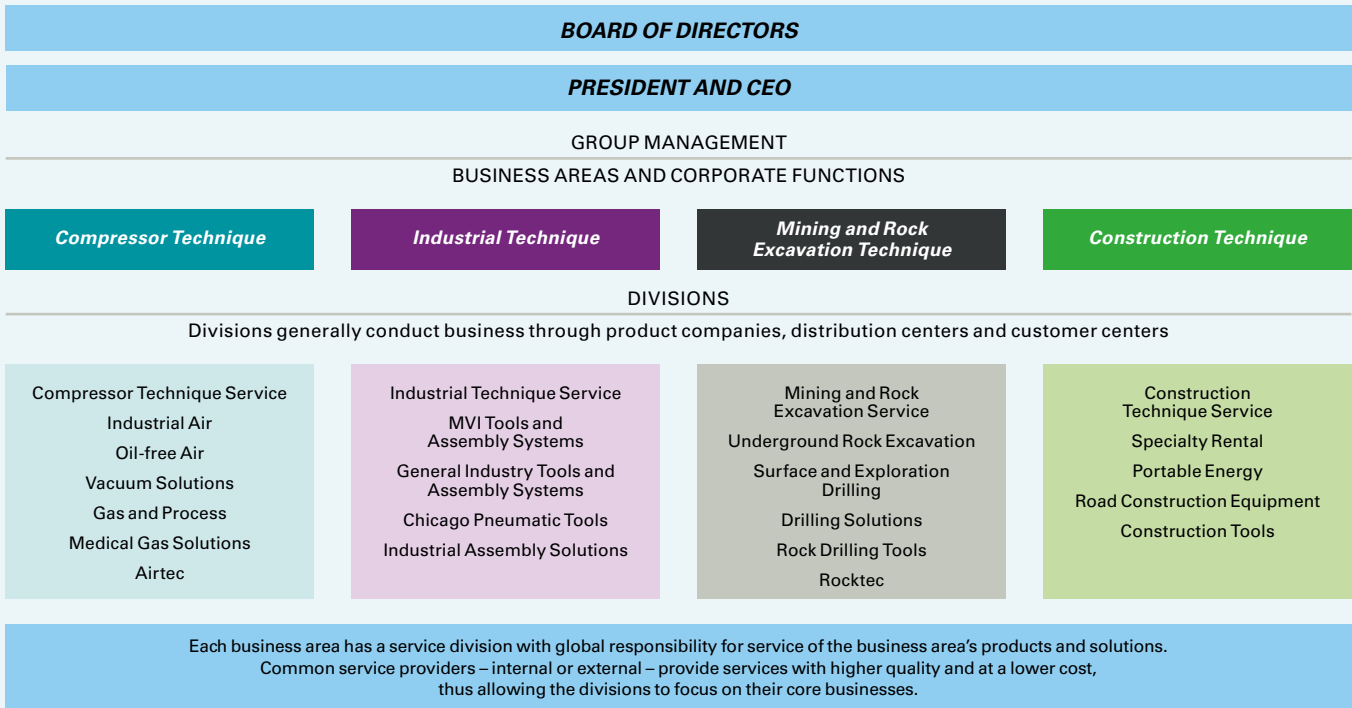 BOARD OF DIRECTORS
PRESIDENT AND CEO
GROUP MANAGEMENT
BUSINESS AREAS AND CORPORATE FUNCTIONS
Compressor Technique
Industrial Technique
Mining and Rock
Excavation Technique
Construction Technique
DIVISIONS
Divisions generally conduct business through product companies, distribution centers and customer centers
Compressor Technique Service
Industrial Air
Oil-free Air
Vacuum Solutions
Gas and Process
Medical Gas Solutions
Airtec
Industrial Technique Service
MVI Tools and
Assembly Systems
General Industry Tools and
Assembly Systems
Chicago Pneumatic Tools
Industrial Assembly Solutions
Mining and Rock
Excavation Service
Underground Rock Excavation
Surface and Exploration
Drilling
Drilling Solutions
Rock Drilling Tools
Rocktec
Construction
Technique Service
Specialty Rental
Portable Energy
Road Construction Equipment
Construction Tools
Each business area has a service division with global responsibility for service of the business area’s products and solutions.
Common service providers – internal or external – provide services with higher quality and at a lower cost,
thus allowing the divisions to focus on their core businesses.